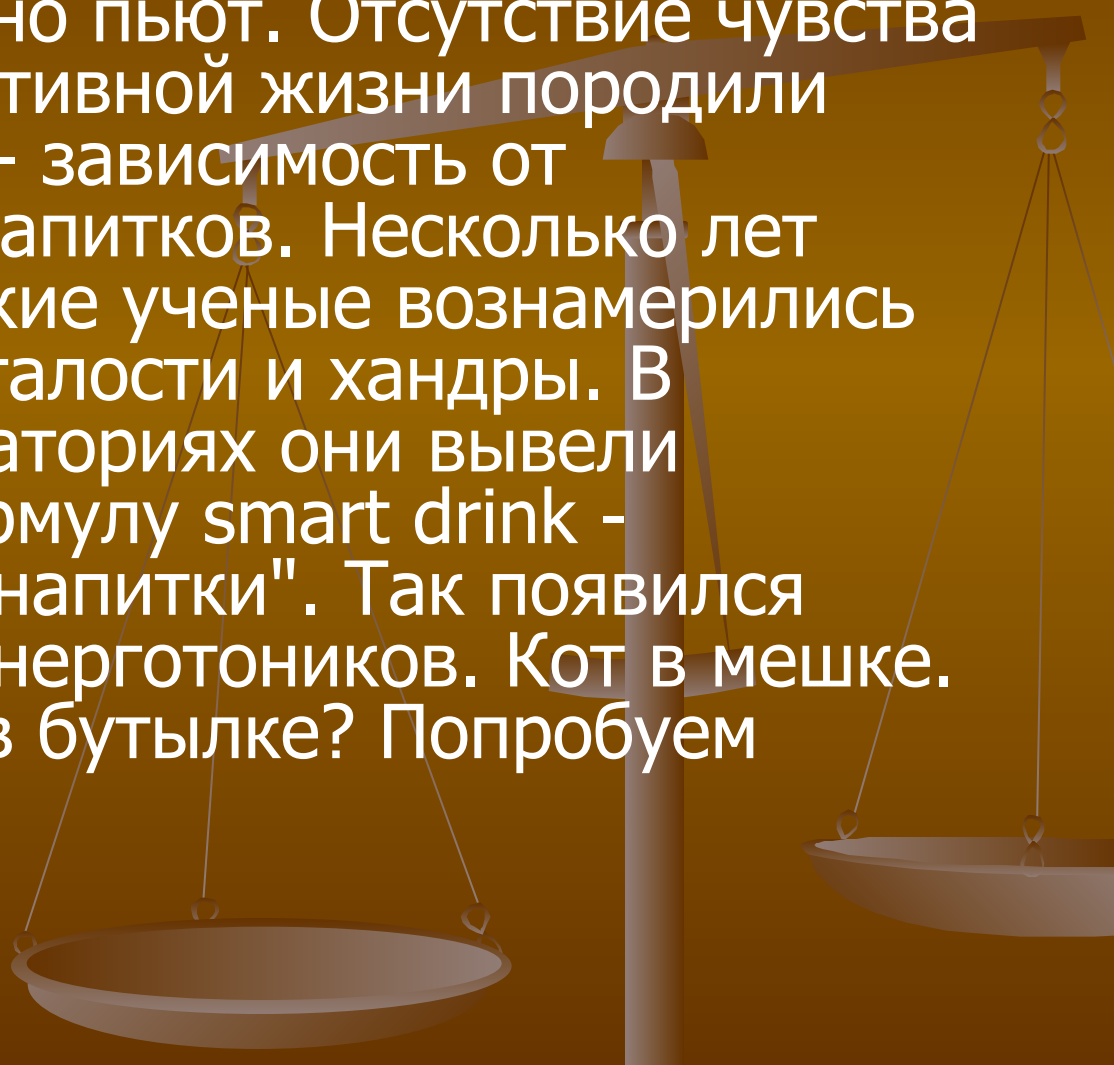 но пьют. Отсутствие чувства
тивной жизни породили
- зависимость от
апитков. Несколько лет
кие ученые вознамерились
талости и хандры. В
аториях они вывели
рмулу smart drink -
напитки". Так появился
нерготоников. Кот в мешке.
в бутылке? Попробуем